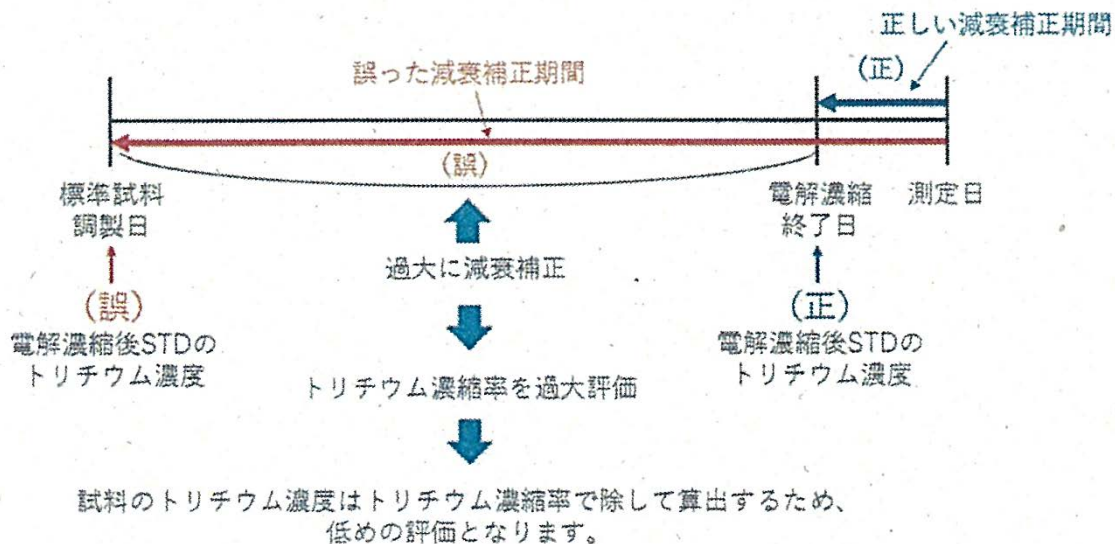 正しい減衰補正期間
(正)
誤った減衰補正期間
(誤)
標準試料
調製日
電解濃縮
終了日
測定日
過大に減衰補正
(誤)
電解濃縮後STDの
トリチウム濃度
(正)
電解濃縮後STDの
トリチウム濃度
トリチウム濃縮率を過大評価
試料のトリチウム濃度はトリチウム濃縮率で除して算出するため、
低めの評価となります。